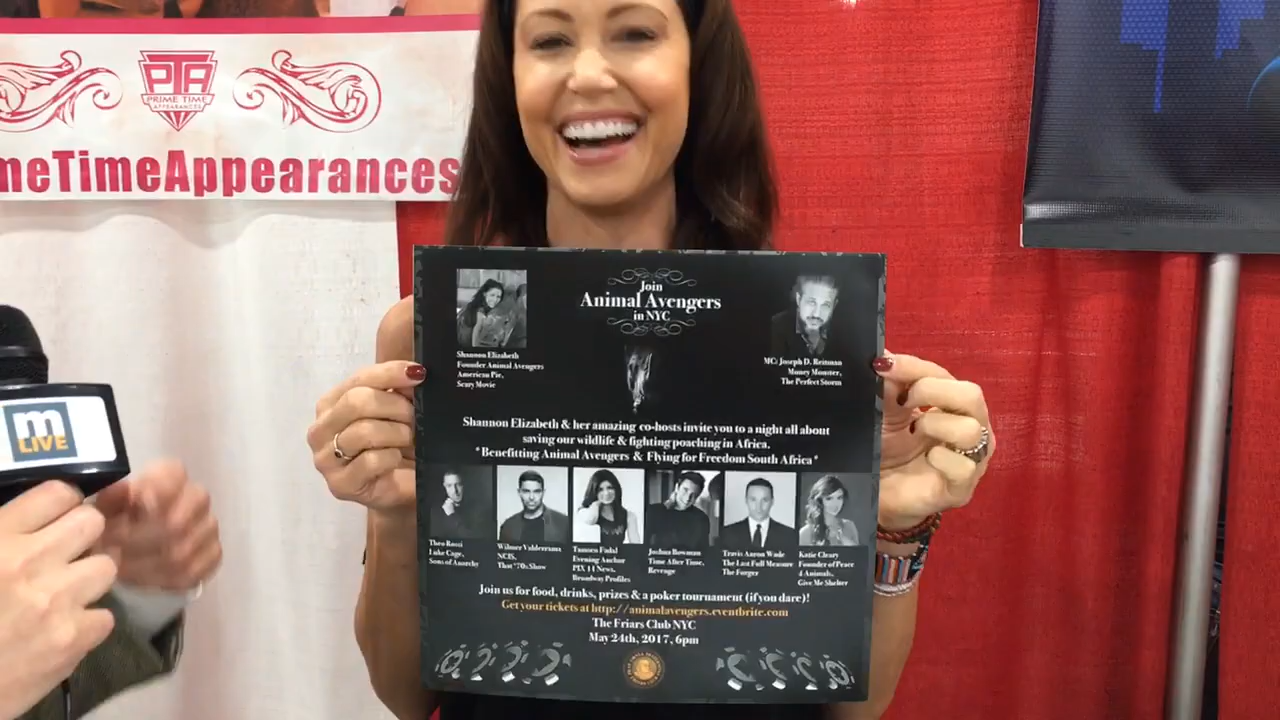 PTA
PRIME TIME
APPEARANCES
meTimeAppearances
m
LIVE
Join
Animal Avengers
in NYC
Shannon Elizabeth
Founder Animal Avengers
American Pie,
Scary Movie
MC: Joseph D. Reitman
Money Monster,
The Perfect Storm
Shannon Elizabeth & her amazing co-hosts invite you to a night all about
saving our wildlife & fighting poaching in Africa.
*Benefitting Animal Avengers & Flying for Freedom South Africa*
Theo Rossi
Luke Cage,
Sons of Anarchy
Wilmer Valderrama
NCIS,
That '70s Show
Tamsen Fadal
Evening Anchor
PIX 11 News,
Broadway Profiles
Joshua Bowman
Time After Time,
Revenge
Travis Aaron Wade
The Last Full Measure
The Forger
Katie Cleary
Founder of Peace
4 Animals,
Give Me Shelter
Join us for food, drinks, prizes & a poker tournament (if you dare)!
Get your tickets at http://animalavengers.eventbrite.com
The Friars Club NYC
May 24th, 2017, 6pm